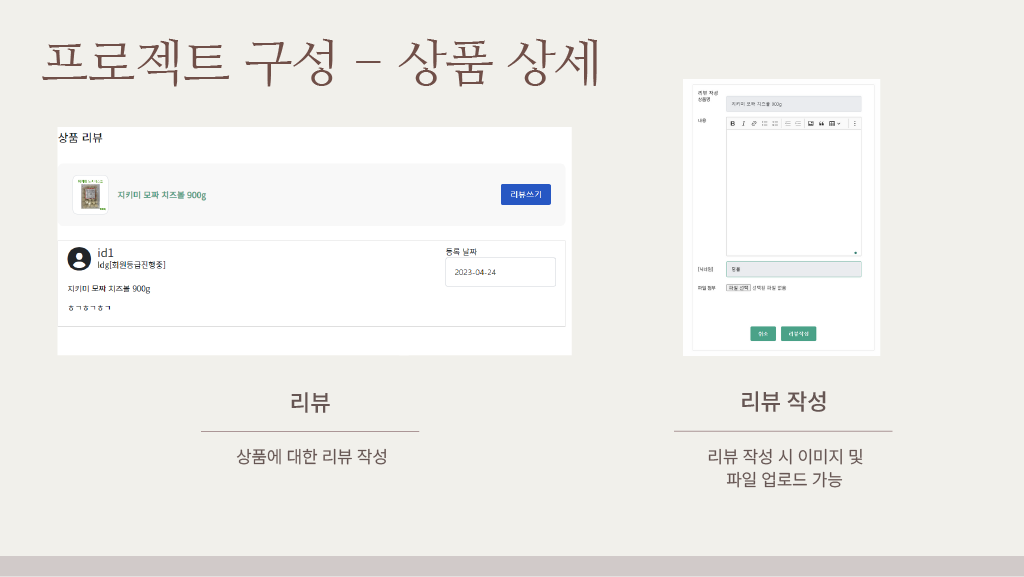 프로젝트 구성 – 상품 상세
상품 리뷰
지키미 모짜 치즈볼 900g
리뷰쓰기
id1
ldg[회원등급진행중]
등록 날짜
2023-04-24
지키미 모짜 치즈볼 900g
ㅎㄱㅎㄱㅎㄱ
리뷰
상품에 대한 리뷰 작성
리뷰 작성
상품명
지키미 모짜 치즈볼 900g
내용
B I
파일 첨부
파일 선택 선택된 파일 없음
취소
리뷰작성
리뷰 작성
리뷰 작성 시 이미지 및
파일 업로드 가능